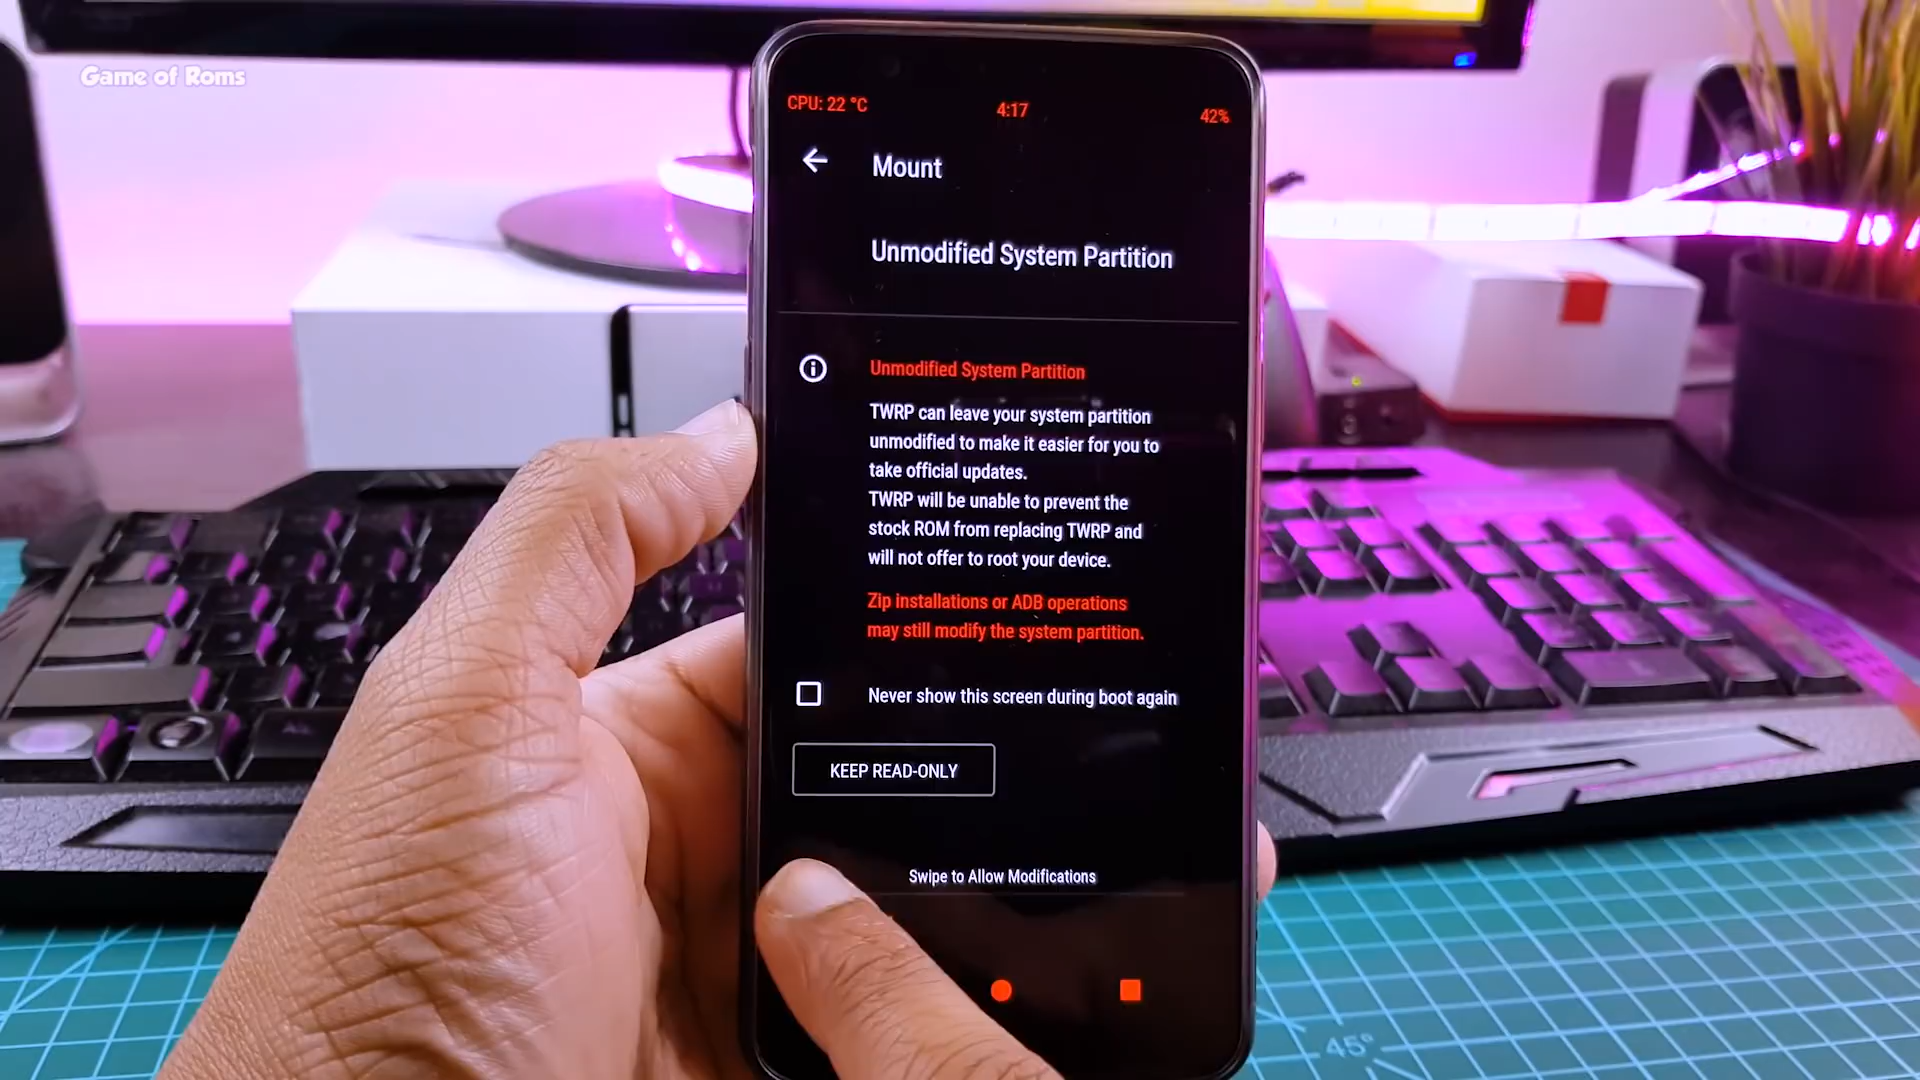 Game of Roms
CPU: 22 °C
4:17
42%
Mount
Unmodified System Partition
Unmodified System Partition
TWRP can leave your system partition
unmodified to make it easier for you to
take official updates.
TWRP will be unable to prevent the
stock ROM from replacing TWRP and
will not offer to root your device.
Zip installations or ADB operations
may still modify the system partition.
Never show this screen during boot again
KEEP READ-ONLY
Swipe to Allow Modifications
45°